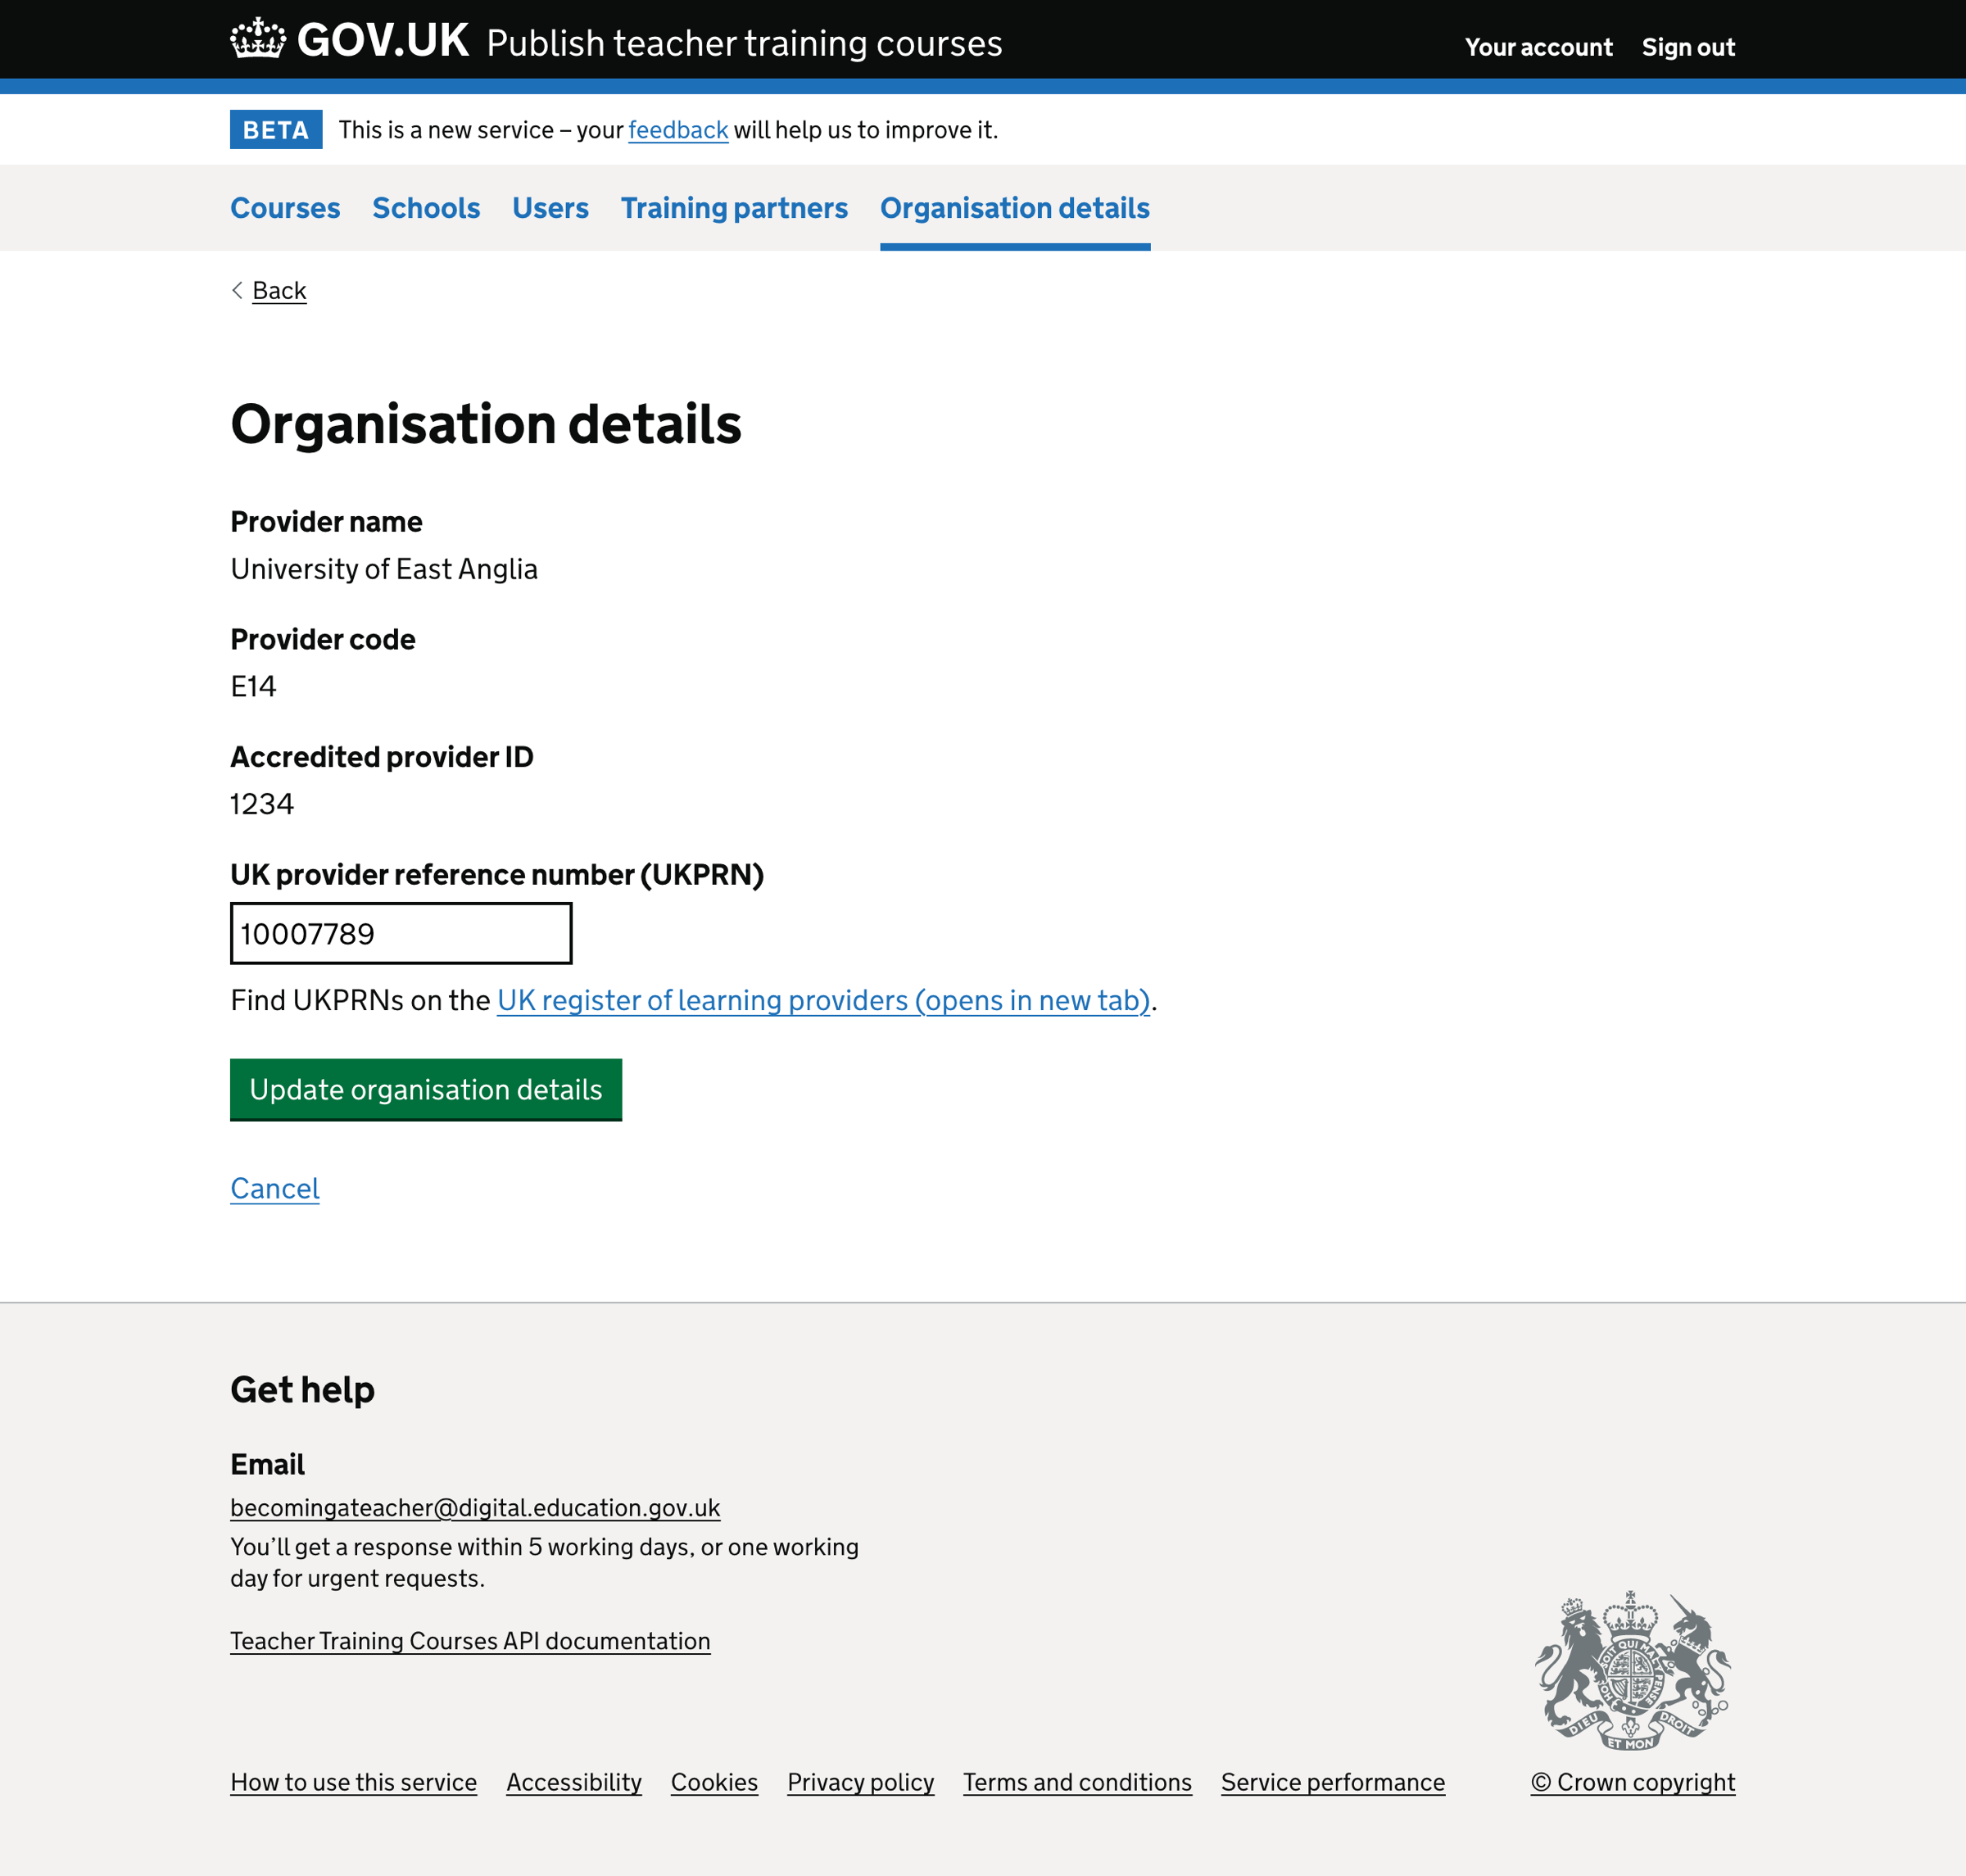 GOV.UK Publish teacher training courses
Your account Sign out
BETA This is a new service – your feedback will help us to improve it.
Courses Schools Users Training partners Organisation details
Back
Organisation details
Provider name
University of East Anglia
Provider code
E14
Accredited provider ID
1234
UK provider reference number (UKPRN)
10007789
Find UKPRNs on the UK register of learning providers (opens in new tab).
Update organisation details
Cancel
Get help
Email
becomingateacher@digital.education.gov.uk
You’ll get a response within 5 working days, or one working
day for urgent requests.
Teacher Training Courses API documentation
SOIT QUI MAL Y PENSE
DIEU ET MON DROIT
How to use this service Accessibility Cookies Privacy policy Terms and conditions Service performance
© Crown copyright